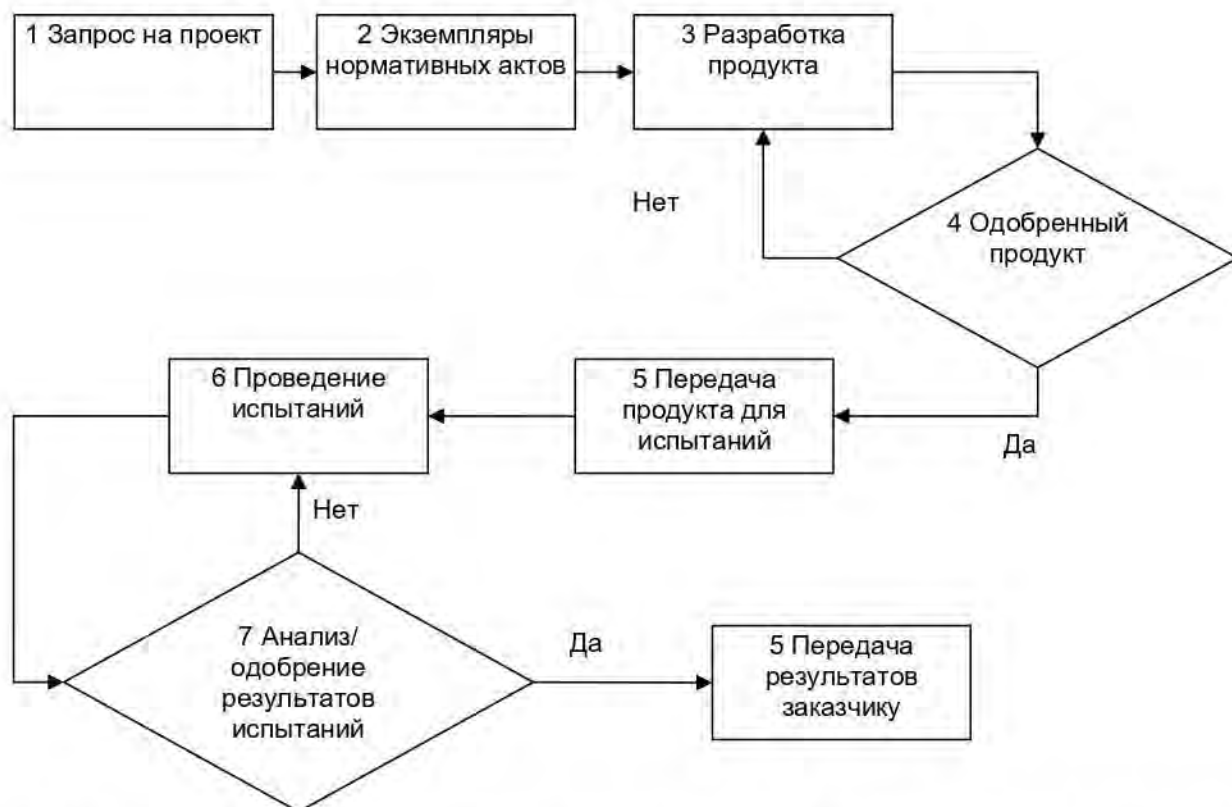 1 Запрос на проект
2 Экземпляры
нормативных актов
3 Разработка
продукта
Нет
4 Одобренный
продукт
6 Проведение
испытаний
5 Передача
продукта для
испытаний
Да
Нет
7 Анализ/
одобрение
результатов
испытаний
Да
5 Передача
результатов
заказчику